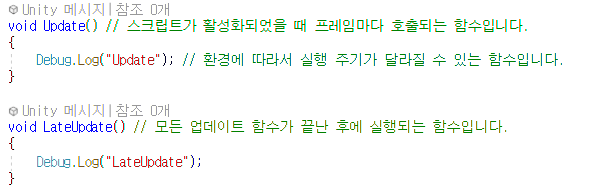 Unity 메시지|참조 0개
void Update() // 스크립트가 활성화되었을 때 프레임마다 호출되는 함수입니다.
{
Debug.Log("Update"); // 환경에 따라서 실행 주기가 달라질 수 있는 함수입니다.
}
Unity 메시지|참조 0개
void LateUpdate() // 모든 업데이트 함수가 끝난 후에 실행되는 함수입니다.
{
Debug.Log("LateUpdate");
}